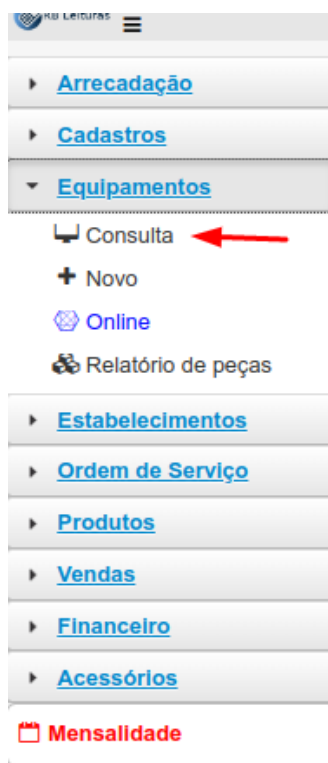 RB Leituras
Arrecadação
Cadastros
Equipamentos
Consulta
Novo
Online
Relatório de peças
Estabelecimentos
Ordem de Serviço
Produtos
Vendas
Financeiro
Acessórios
Mensalidade